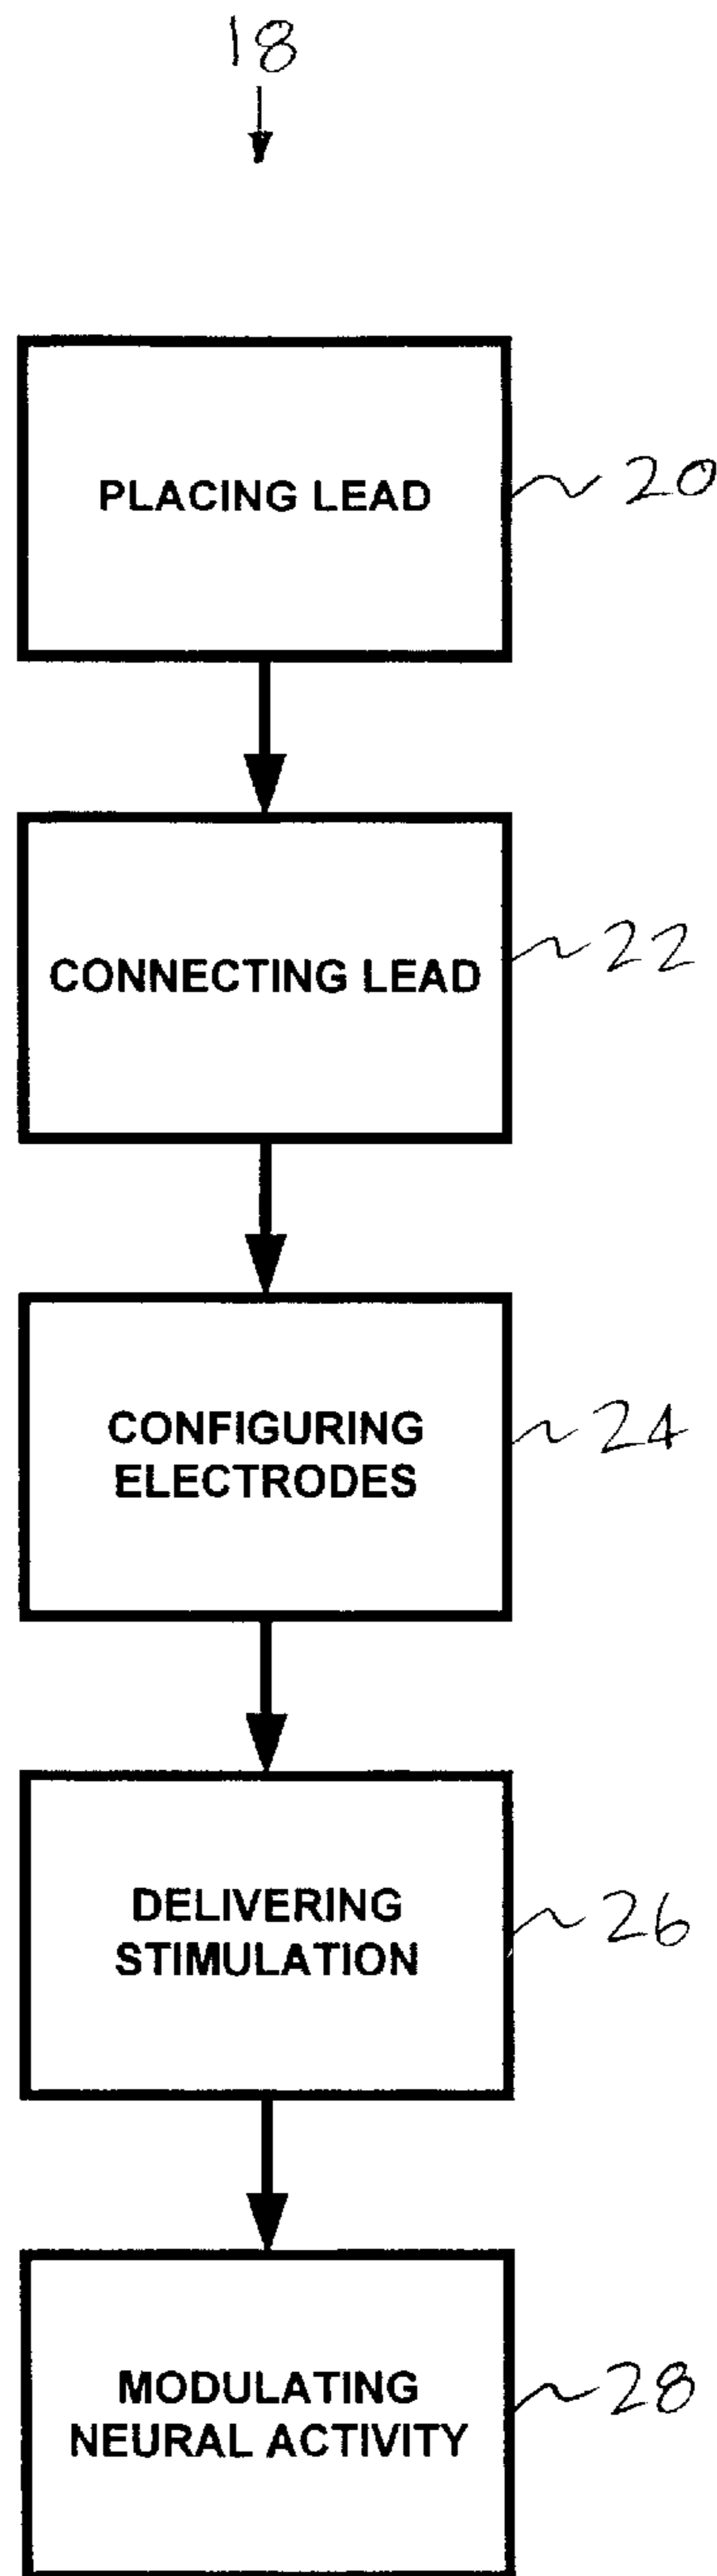 18
PLACING LEAD
20
CONNECTING LEAD
22
CONFIGURING
ELECTRODES
24
DELIVERING
STIMULATION
26
MODULATING
NEURAL ACTIVITY
28